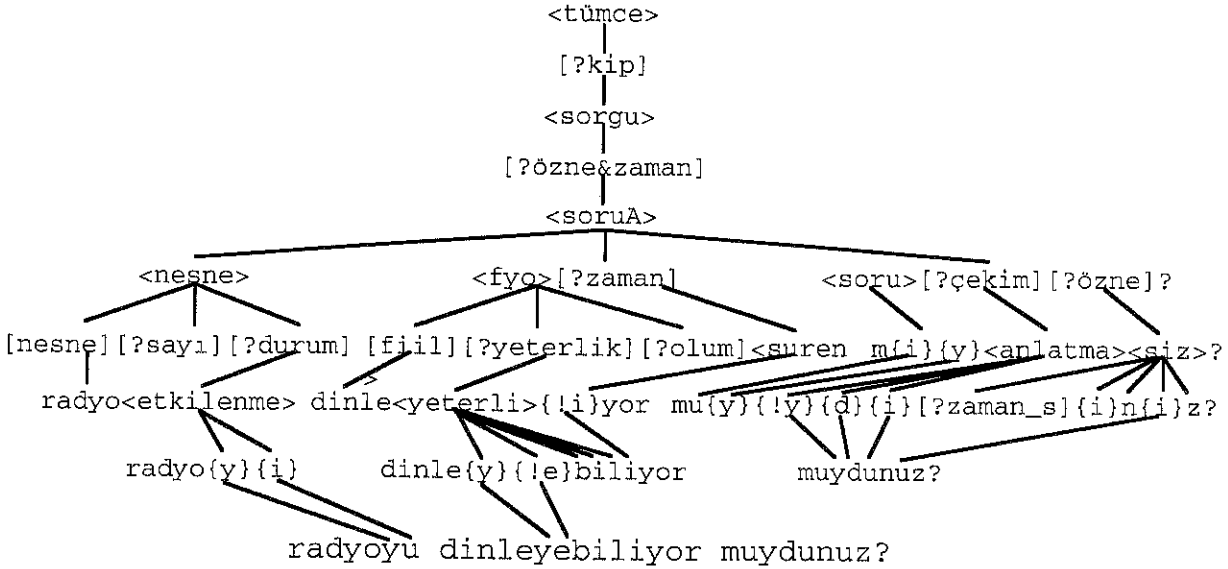 <tümce>
[?kip]
<sorgu>
[?özne&zaman]
<soruA>
<nesne> <fyo>[?zaman] <soru>[?çekim][?özne]?
[nesne][?sayı][?durum] [fiil][?yeterlik][?olum]<suren m{i}{y}<anlatma><siz>?
>
radyo<etkilenme> dinle<yeterli>{!i}yor mu{y}{!y}{d}{i}[?zaman_s]{i}n{i}z?
radyo{y}{i} dinle{y}{!e}biliyor muydunuz?
radyoyu dinleyebiliyor muydunuz?